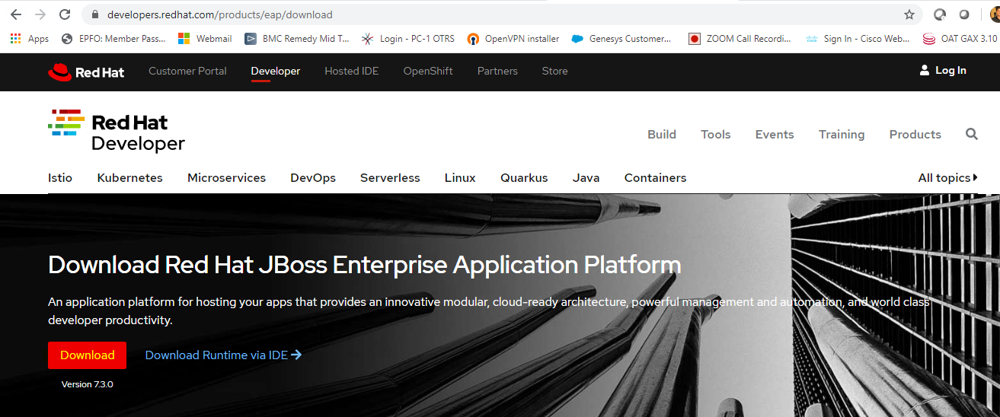 developers.redhat.com/products/eap/download
Apps EPFO: Member Pass... Webmail BMC Remedy Mid T... Login - PC-1 OTRS OpenVPN installer Genesys Customer... ZOOM Call Recordi... Sign In - Cisco Web... OAT GAX 3.10
Red Hat Customer Portal Developer Hosted IDE OpenShift Partners Store Log In
Red Hat
Developer
Build Tools Events Training Products
Istio Kubernetes Microservices DevOps Serverless Linux Quarkus Java Containers All topics
Download Red Hat JBoss Enterprise Application Platform
An application platform for hosting your apps that provides an innovative modular, cloud-ready architecture, powerful management and automation, and world class
developer productivity.
Download Download Runtime via IDE
Version 7.3.0